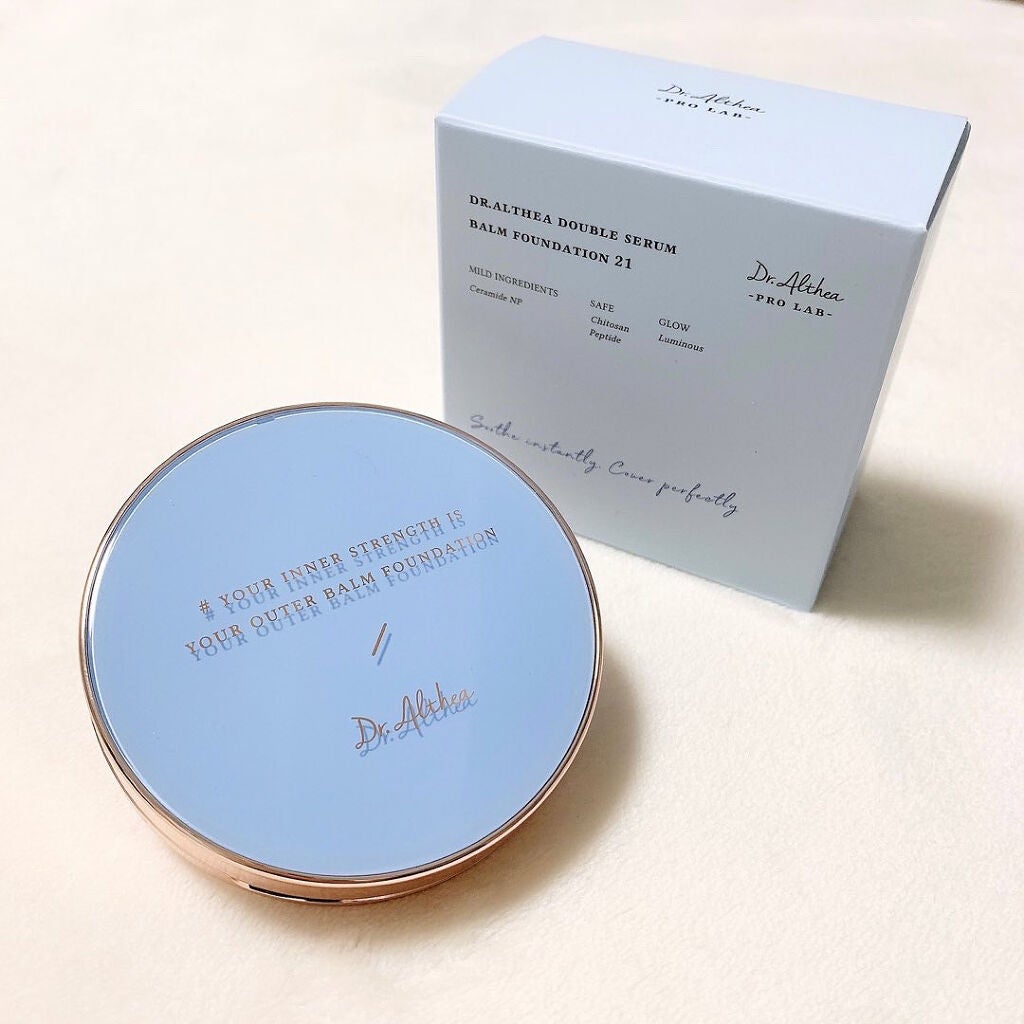 Dr. Althea
-PRO LAB-
DR.ALTHEA DOUBLE SERUM
BALM FOUNDATION 21
Dr. Althea
-PRO LAB-
MILD INGREDIENTS
Ceramide NP
SAFE
Chitosan
Peptide
GLOW
Luminous
Soothe instantly. Cover perfectly
# YOUR INNER STRENGTH IS
YOUR OUTER BALM FOUNDATION
Dr. Althea